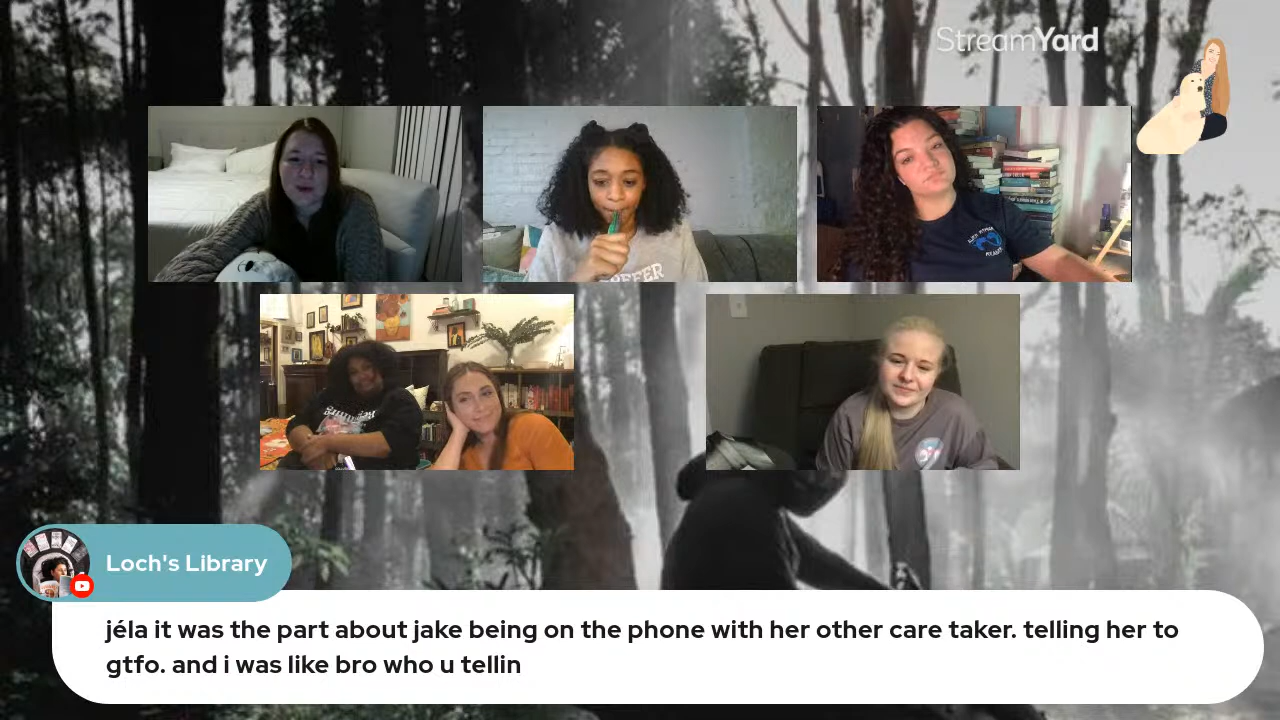 StreamYard
PREFER
Loch's Library
jéla it was the part about jake being on the phone with her other care taker. telling her to
gtfo. and i was like bro who u tellin